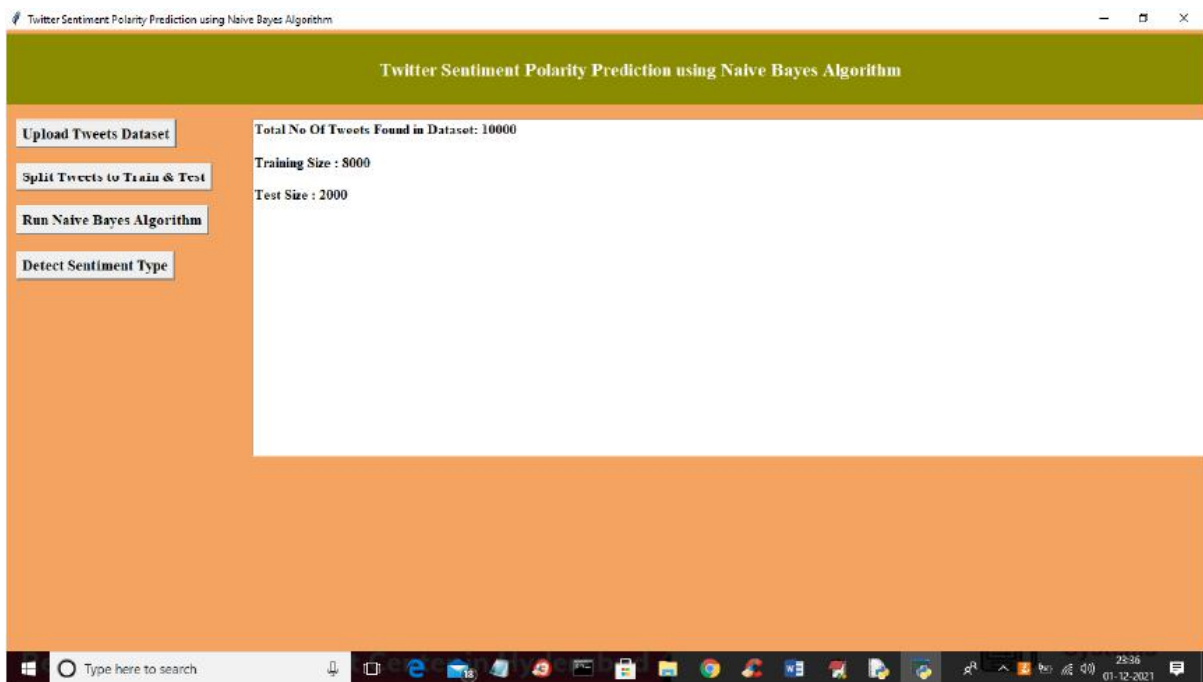 Twitter Sentiment Polarity Prediction using Naive Bayes Algorithm
Twitter Sentiment Polarity Prediction using Naive Bayes Algorithm
Upload Tweets Dataset
Split Tweets to Train & Test
Run Naive Bayes Algorithm
Detect Sentiment Type
Total No Of Tweets Found in Dataset: 10000
Training Size : 8000
Test Size : 2000
Type here to search
18
23:36
01-12-2021